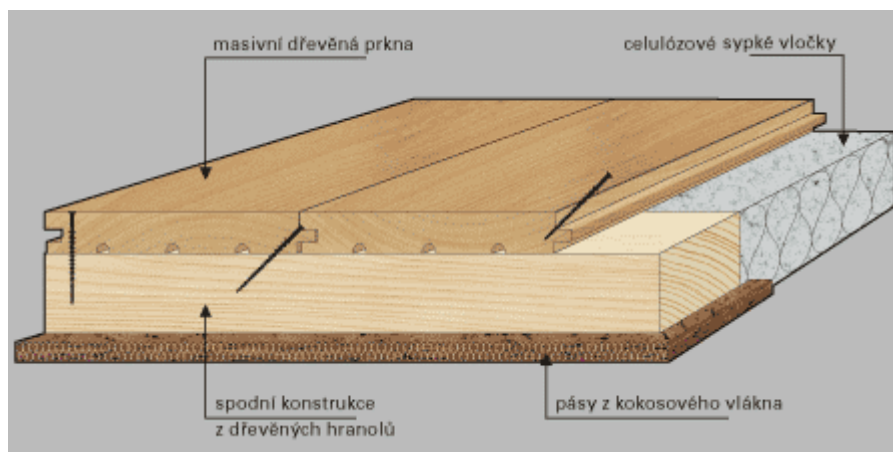 masivní dřevěná prkna
celulózové sypké vločky
spodní konstrukce
z dřevěných hranolů
pásy z kokosového vlákna